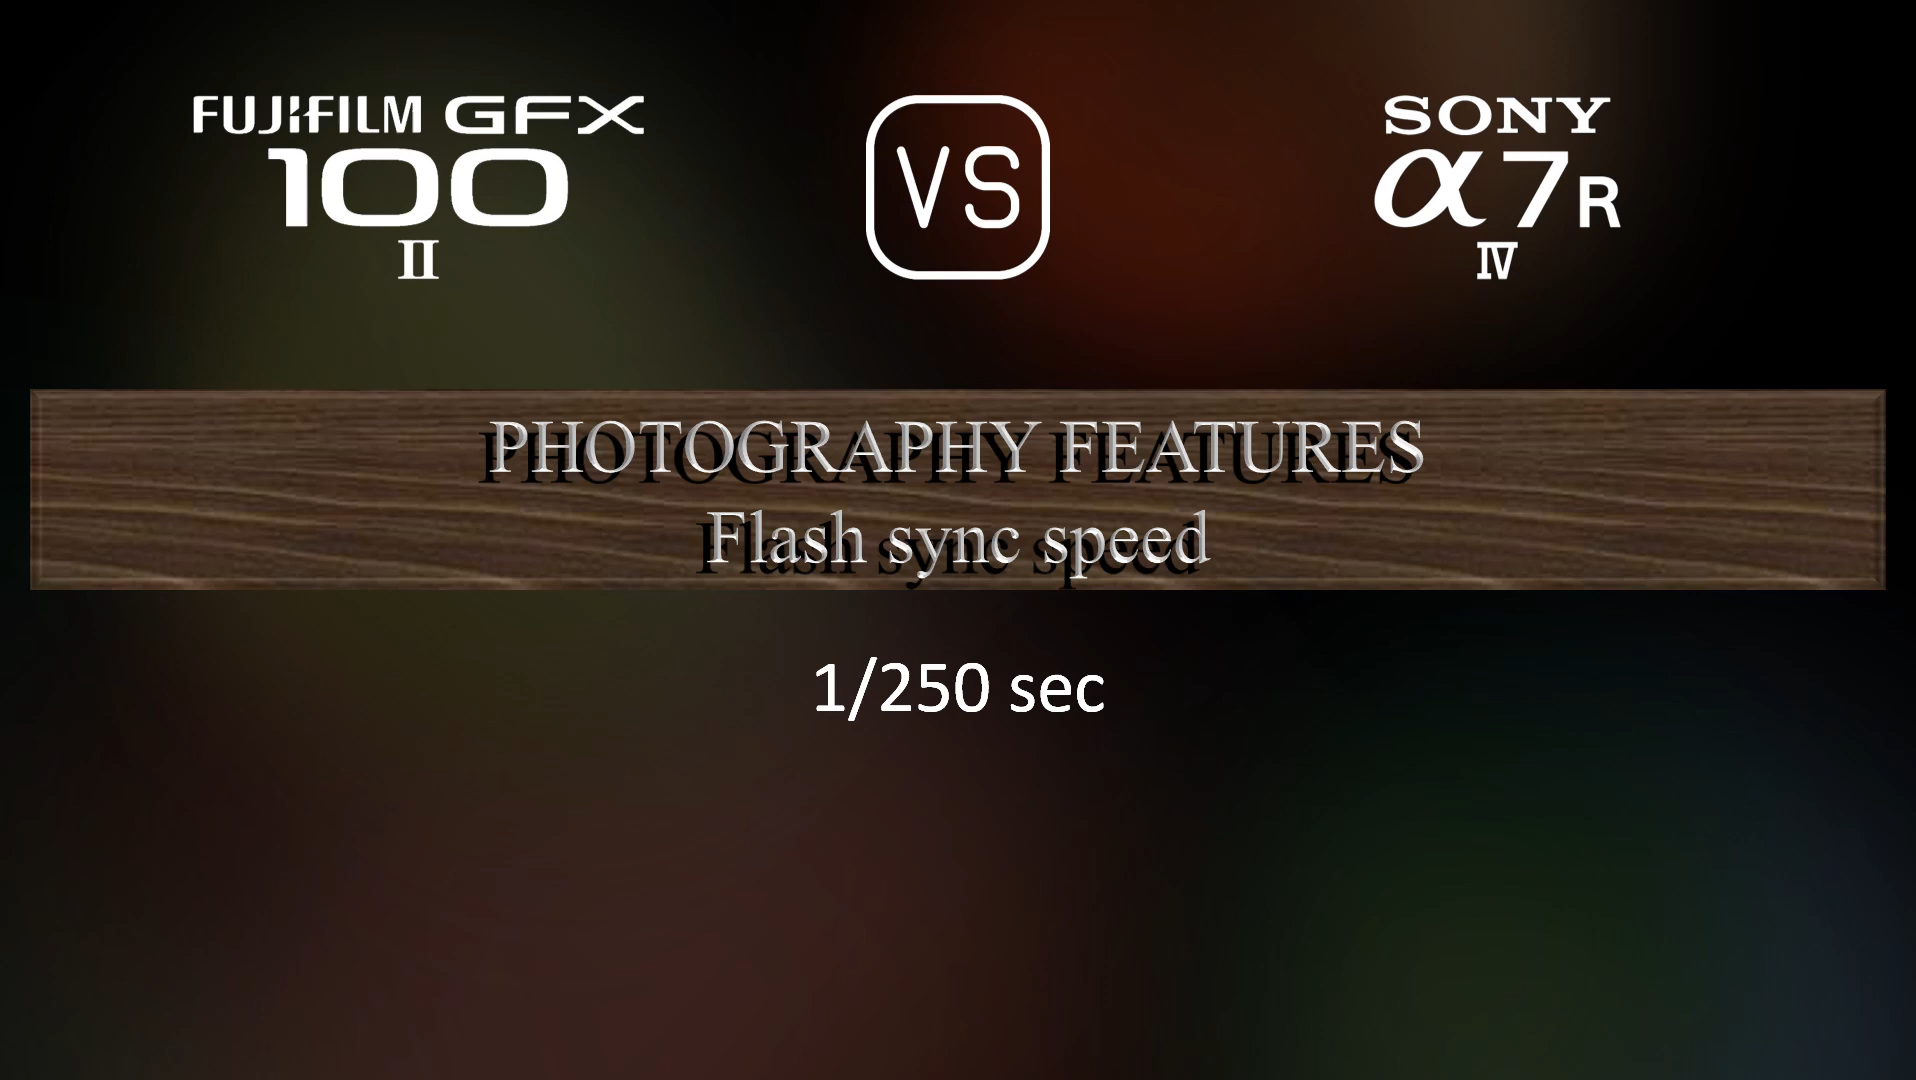 FUJIFILM GFX
100
II
VS
SONY
α7R
IV
PHOTOGRAPHY FEATURES
Flash sync speed
1/250 sec